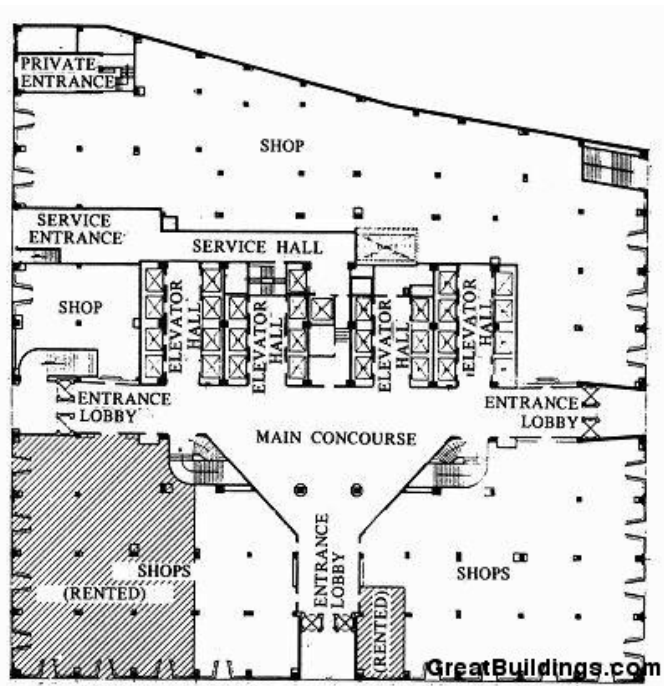 PRIVATE
ENTRANCE
SHOP
SERVICE
ENTRANCE
SERVICE HALL
SHOP
ELEVATOR
HALL
ELEVATOR
HALL
ELEVATOR
HALL
ELEVATOR
HALL
ENTRANCE
LOBBY
ENTRANCE
LOBBY
MAIN CONCOURSE
ENTRANCE
LOBBY
SHOPS
(RENTED)
SHOPS
(RENTED)
GreatBuildings.com